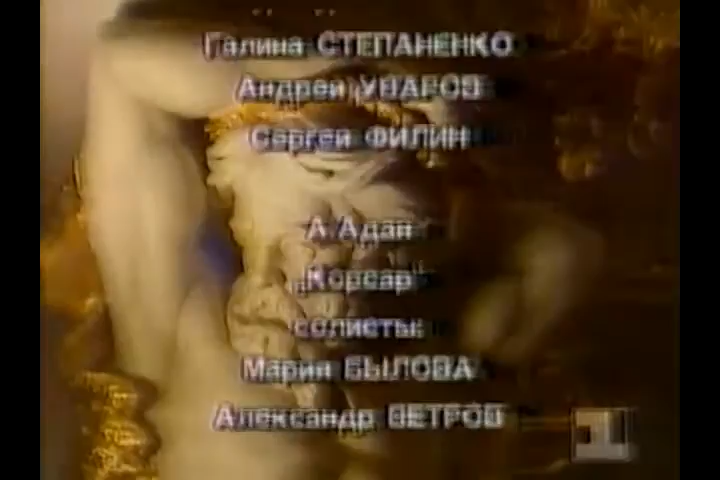 Галина СТЕПАНЕНКО
Андрей УВАРОВ
Сергей ФИЛИН
А.Адан
"Корсар"
солисты:
Мария БЫЛОВА
Александр ВЕТРОВ
1